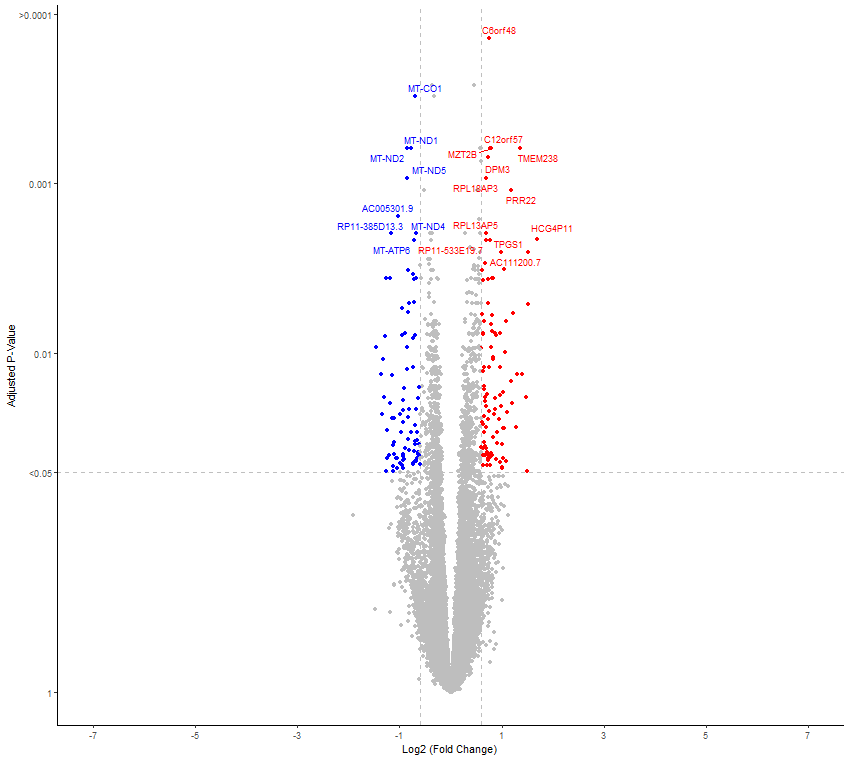 >0.0001
C6orf48
MT-CO1
MT-ND1
C12orf57
MT-ND2
MZT2B
TMEM238
MT-ND5
DPM3
0.001
RPL18AP3
PRR22
AC005301.9
RP11-385D13.3
MT-ND4
RPL13AP5
HCG4P11
MT-ATP6
RP11-533E19.7
TPGS1
AC111200.7
0.01
Adjusted P-Value
<0.05
1
-7
-5
-3
-1
1
3
5
7
Log2 (Fold Change)